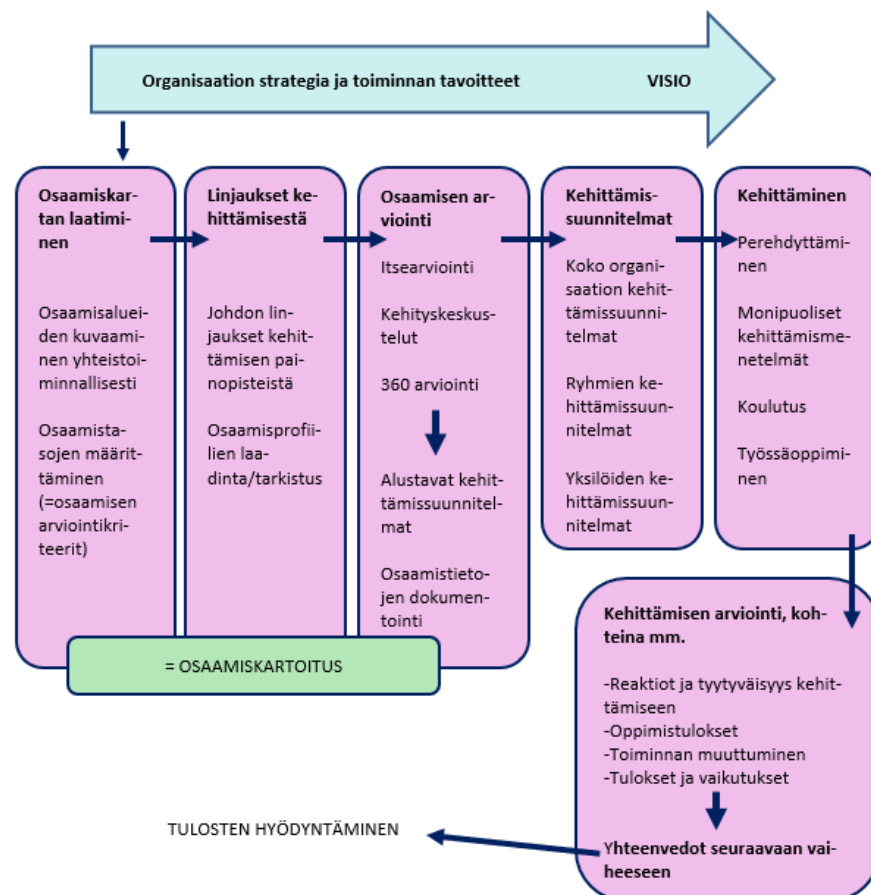 Organisaation strategia ja toiminnan tavoitteet VISIO
Osaamiskar-
tan laatimi-
nen
Osaamisaluei-
den kuvaami-
nen yhteistoi-
minnallisesti
Osaamista-
sojen määrit-
täminen
(=osaamisen
arviointikri-
teerit)
Linjaukset ke-
hittämisestä
Johdon lin-
jaukset kehit-
tämisen pai-
nopisteistä
Osaamisprofii-
lien laa-
dinta/tarkistus
Osaamisen ar-
viointi
Itsearviointi
Kehityskeskus-
telut
360 arviointi
Alustavat kehit-
tämissuunnitel-
mat
Osaamistieto-
jen dokumen-
tointi
= OSAAMISKARTOITUS
Kehittämis-
suunnitelmat
Koko organi-
saation kehit-
tämissuunni-
telmat
Ryhmien ke-
hittämissuun-
nitelmat
Yksilöiden ke-
hittämissuun-
nitelmat
Kehittäminen
Perehdyttämi-
nen
Monipuoliset
kehittämisme-
netelmät
Koulutus
Työssäoppimi-
nen
Kehittämisen arviointi, koh-
teina mm.
-Reaktiot ja tyytyväisyys kehit-
tämiseen
-Oppimistulokset
-Toiminnan muuttuminen
-Tulokset ja vaikutukset
Yhteenvedot seuraavaan vai-
heeseen
TULOSTEN HYÖDYNTÄMINEN